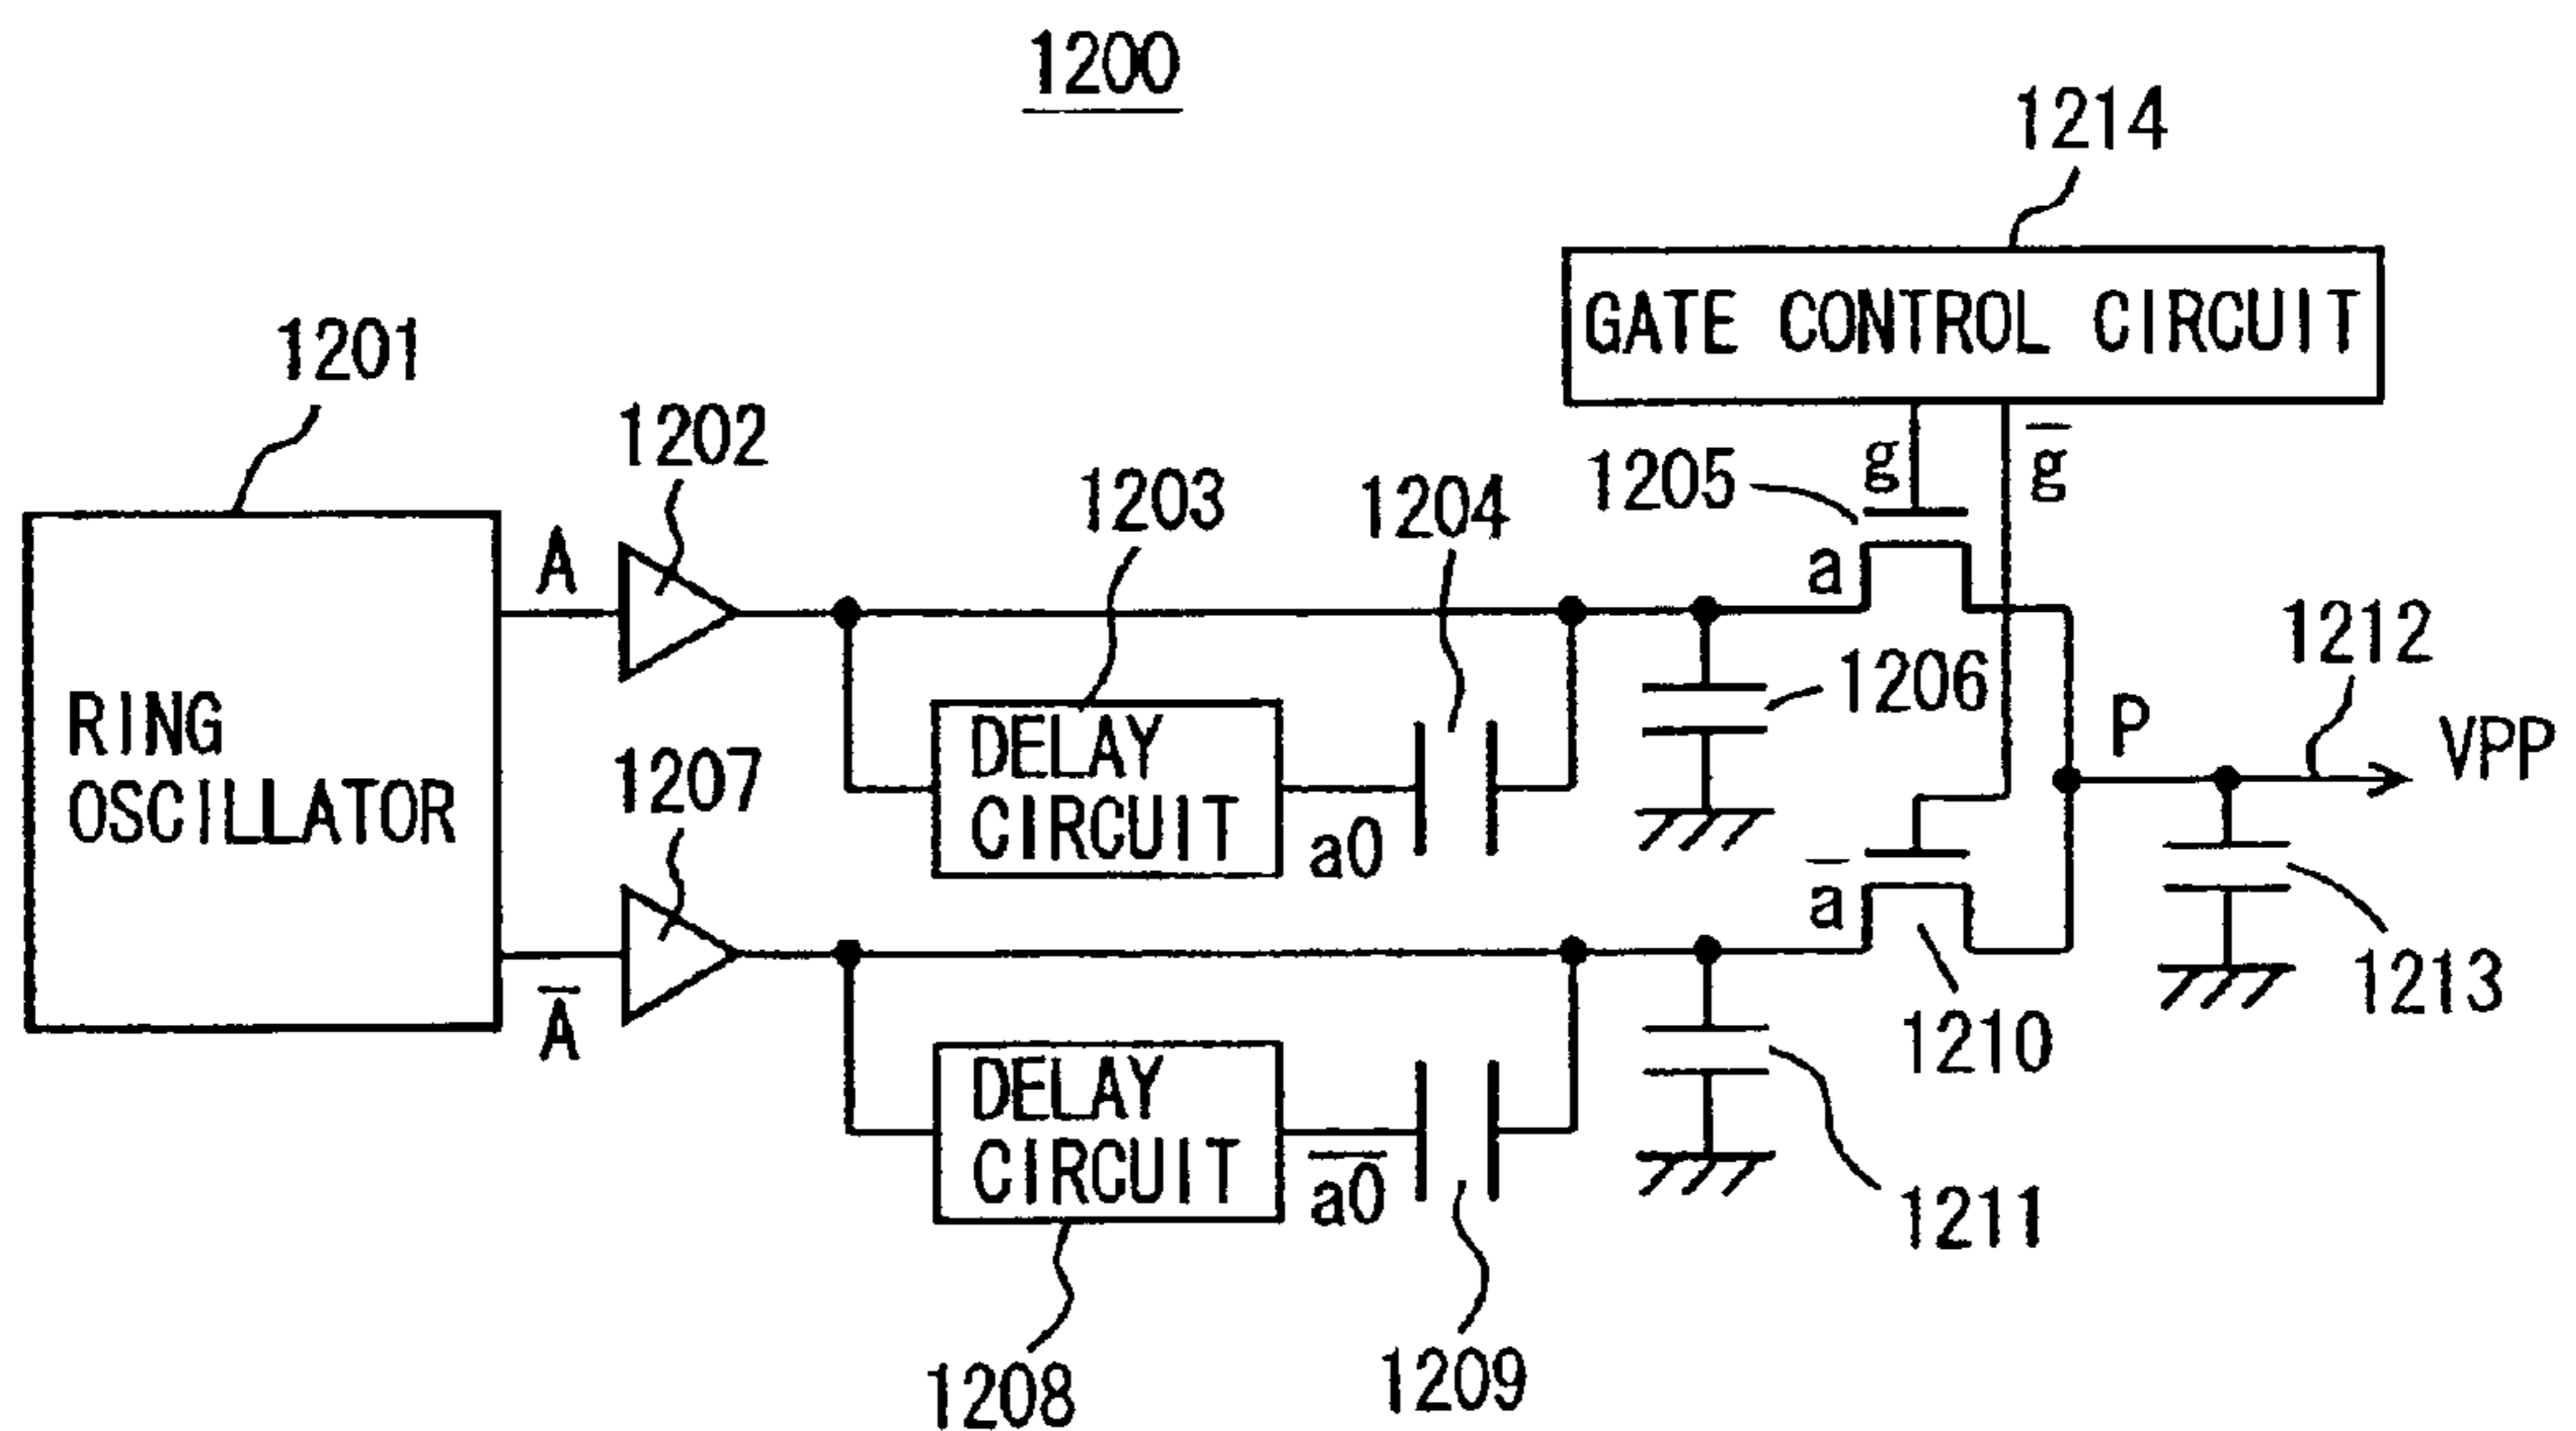 1200
1214
GATE CONTROL CIRCUIT
1201
1202
1203
1204
1205
g
g̅
A
a
RING
OSCILLATOR
1206
1212
DELAY
CIRCUIT
a0
P
VPP
1207
a̅
A̅
1213
1210
DELAY
CIRCUIT
a̅0̅
1211
1208
1209